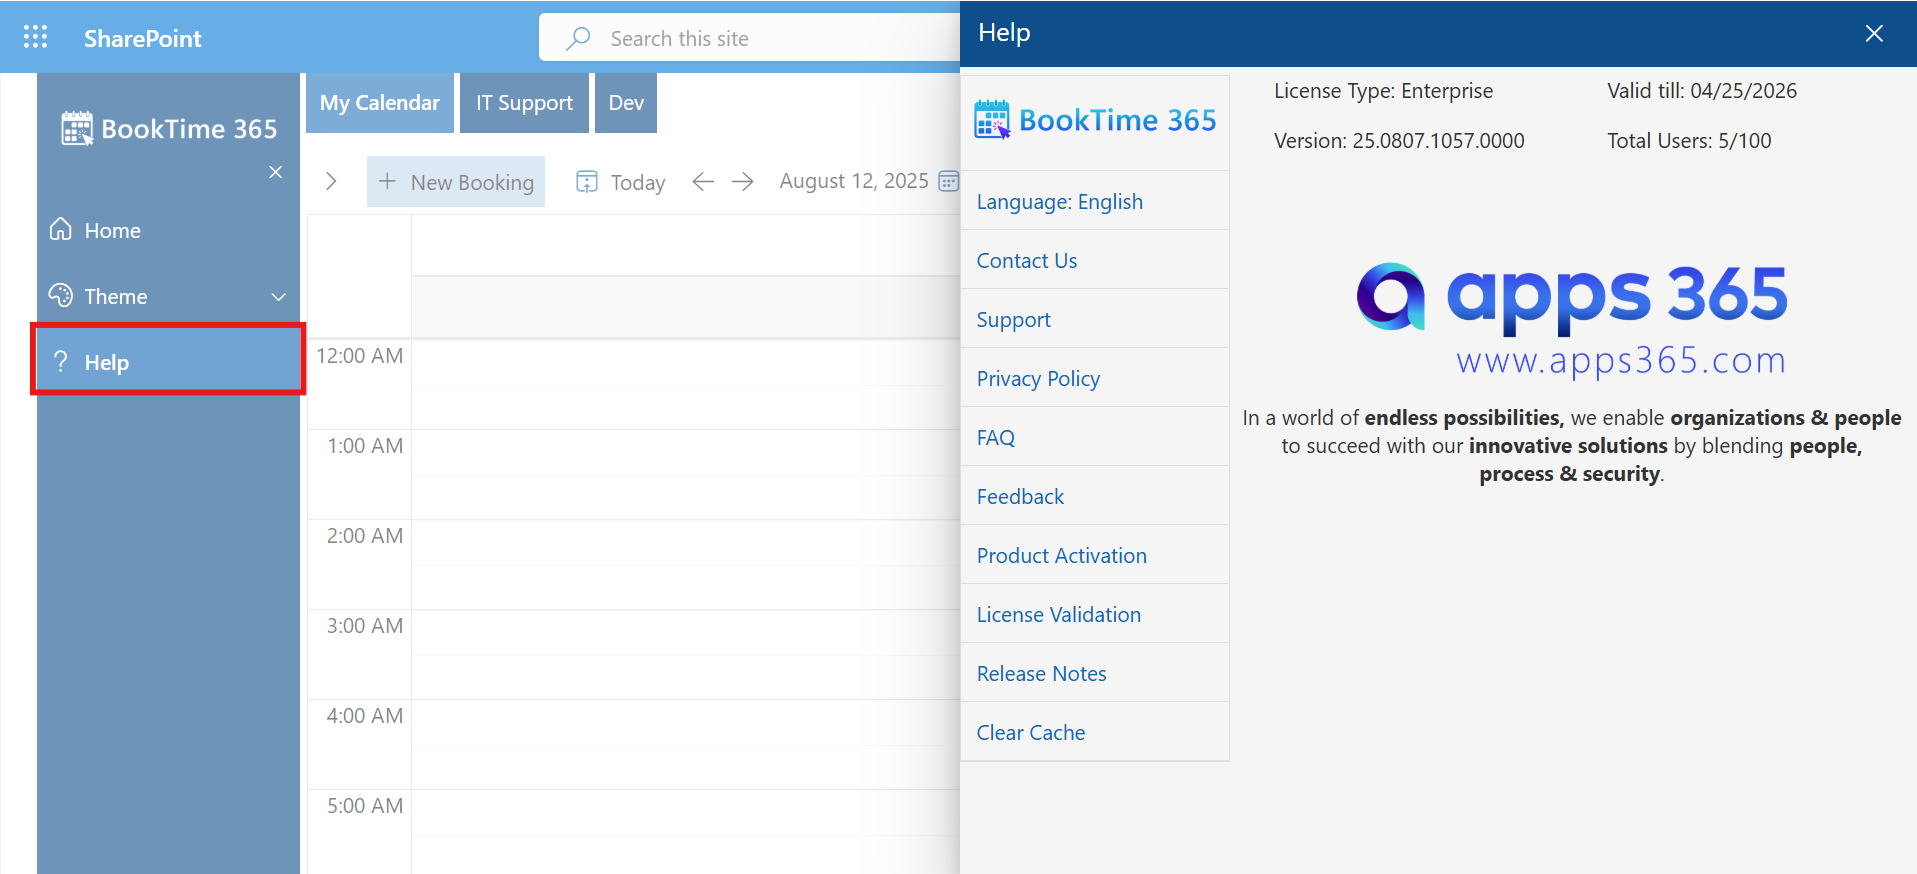 SharePoint
Search this site
BookTime 365
Home
Theme
? Help
My Calendar
IT Support
Dev
+ New Booking
Today
August 12, 2025
12:00 AM
1:00 AM
2:00 AM
3:00 AM
4:00 AM
5:00 AM
Help
BookTime 365
Language: English
Contact Us
Support
Privacy Policy
FAQ
Feedback
Product Activation
License Validation
Release Notes
Clear Cache
License Type: Enterprise
Valid till: 04/25/2026
Version: 25.0807.1057.0000
Total Users: 5/100
apps 365
www.apps365.com
In a world of endless possibilities, we enable organizations & people
to succeed with our innovative solutions by blending people,
process & security.